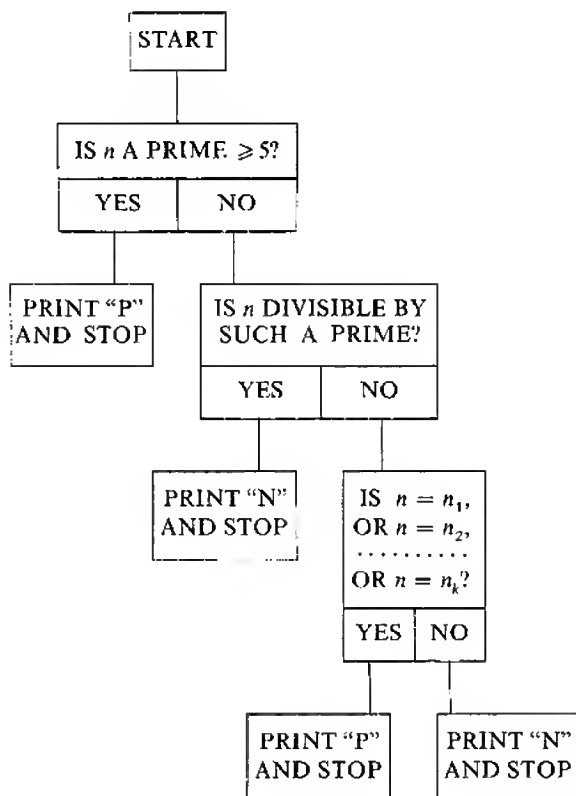 START
IS n A PRIME ⩾ 5?
YES NO
PRINT “P”
AND STOP
IS n DIVISIBLE BY
SUCH A PRIME?
YES NO
PRINT “N”
AND STOP
IS n = n₁,
OR n = n₂,
. . . . . . . . . .
OR n = nₖ?
YES NO
PRINT “P”
AND STOP
PRINT “N”
AND STOP